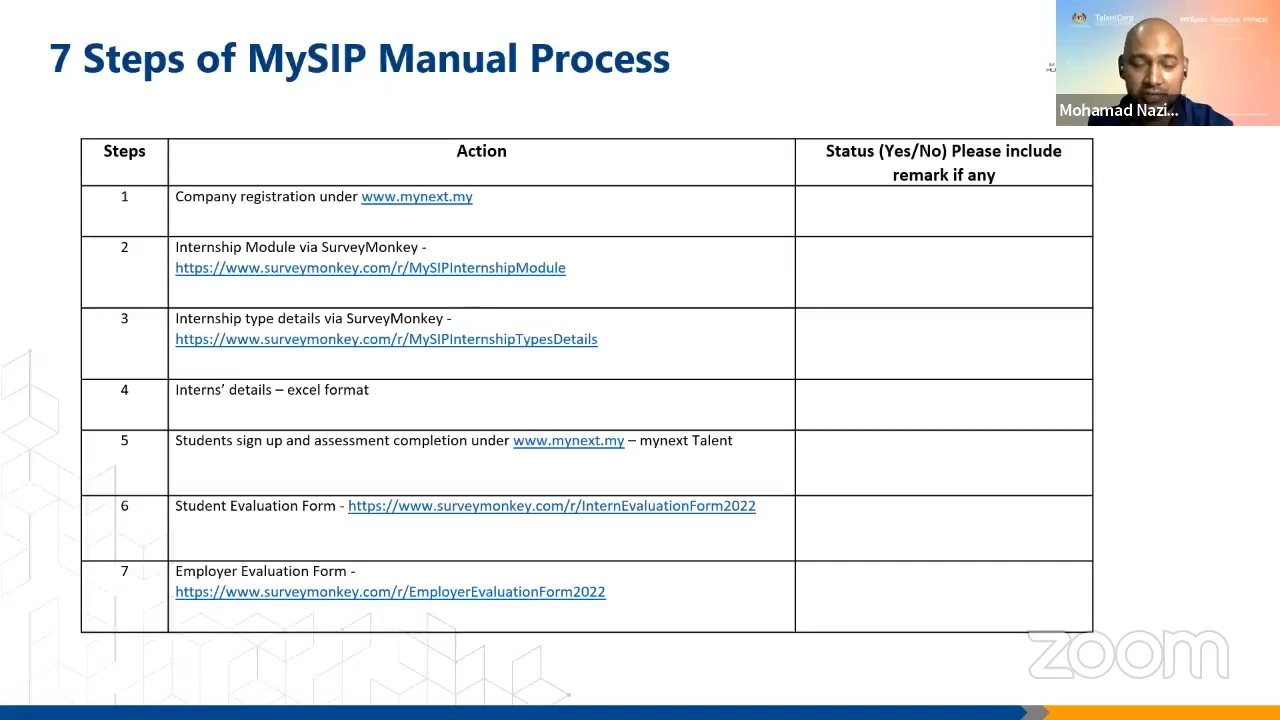 7 Steps of MySIP Manual Process
TalentCorp
Mohamad Nazi...
Steps
Action
Status (Yes/No) Please include
remark if any
1
Company registration under www.mynext.my
2
Internship Module via SurveyMonkey -
https://www.surveymonkey.com/r/MySIPInternshipModule
3
Internship type details via SurveyMonkey -
https://www.surveymonkey.com/r/MySIPInternshipTypesDetails
4
Interns’ details – excel format
5
Students sign up and assessment completion under www.mynext.my – mynext Talent
6
Student Evaluation Form - https://www.surveymonkey.com/r/InternEvaluationForm2022
7
Employer Evaluation Form -
https://www.surveymonkey.com/r/EmployerEvaluationForm2022
zoom